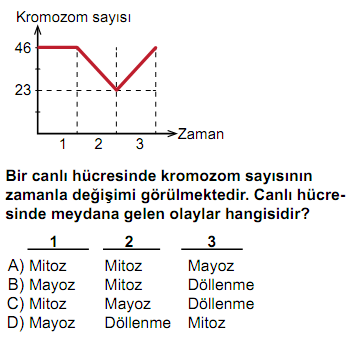 Kromozom sayısı
46
23
1 2 3
Zaman
Bir canlı hücresinde kromozom sayısının
zamanla değişimi görülmektedir. Canlı hücre-
sinde meydana gelen olaylar hangisidir?
1 2 3
A) Mitoz Mitoz Mayoz
B) Mayoz Mitoz Döllenme
C) Mitoz Mayoz Döllenme
D) Mayoz Döllenme Mitoz